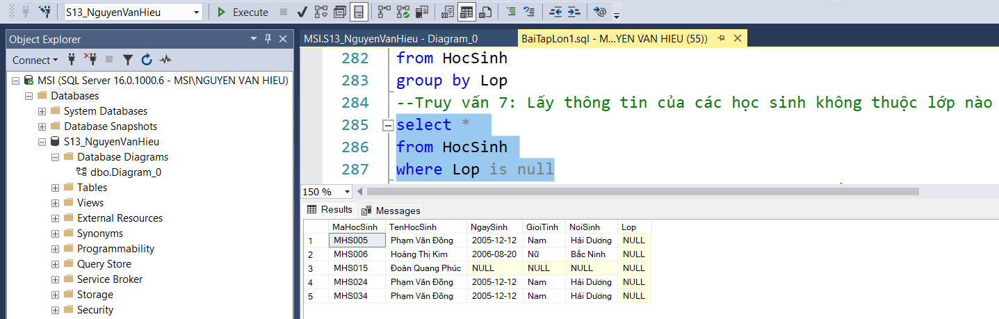 S13_NguyenVanHieu Execute
Object Explorer
Connect
MSI (SQL Server 16.0.1000.6 - MSI\NGUYEN VAN HIEU)
Databases
System Databases
Database Snapshots
S13_NguyenVanHieu
Database Diagrams
dbo.Diagram_0
Tables
Views
External Resources
Synonyms
Programmability
Query Store
Service Broker
Storage
Security
MSI.S13_NguyenVanHieu - Diagram_0 BaiTapLon1.sql - M...YEN VAN HIEU (55))
282 from HocSinh
283 group by Lop
284 --Truy vấn 7: Lấy thông tin của các học sinh không thuộc lớp nào
285 select *
286 from HocSinh
287 where Lop is null
150 %
Results Messages
MaHocSinh TenHocSinh NgaySinh GioiTinh NoiSinh Lop
1 MHS005 Phạm Văn Đồng 2005-12-12 Nam Hải Dương NULL
2 MHS006 Hoàng Thị Kim 2006-08-20 Nữ Bắc Ninh NULL
3 MHS015 Đoàn Quang Phúc NULL NULL NULL NULL
4 MHS024 Phạm Văn Đồng 2005-12-12 Nam Hải Dương NULL
5 MHS034 Phạm Văn Đồng 2005-12-12 Nam Hải Dương NULL